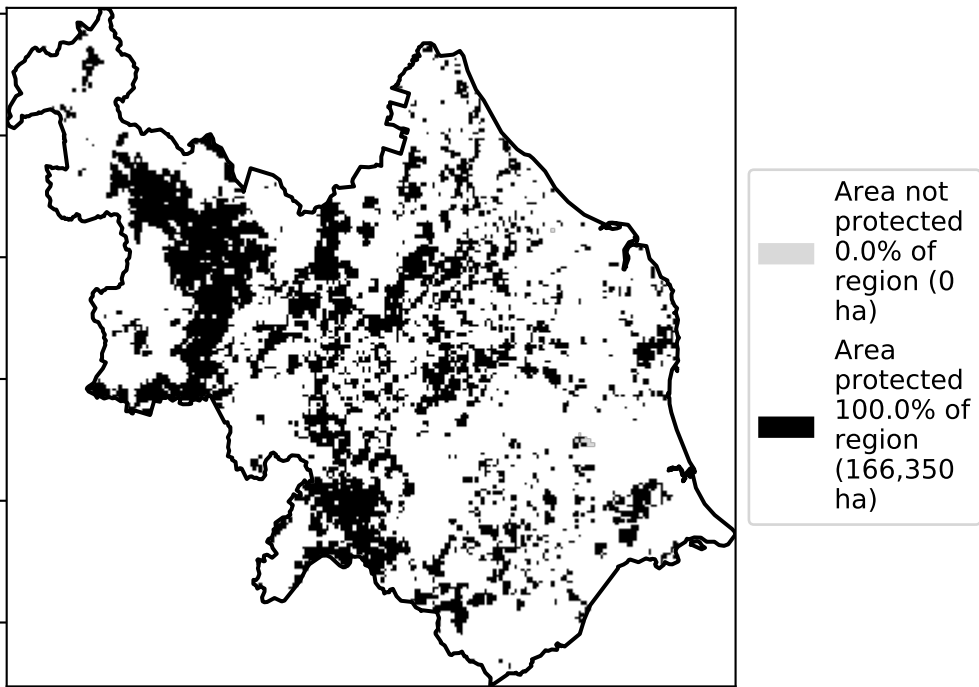 Area not
protected
0.0% of
region (0
ha)
Area
protected
100.0% of
region
(166,350
ha)